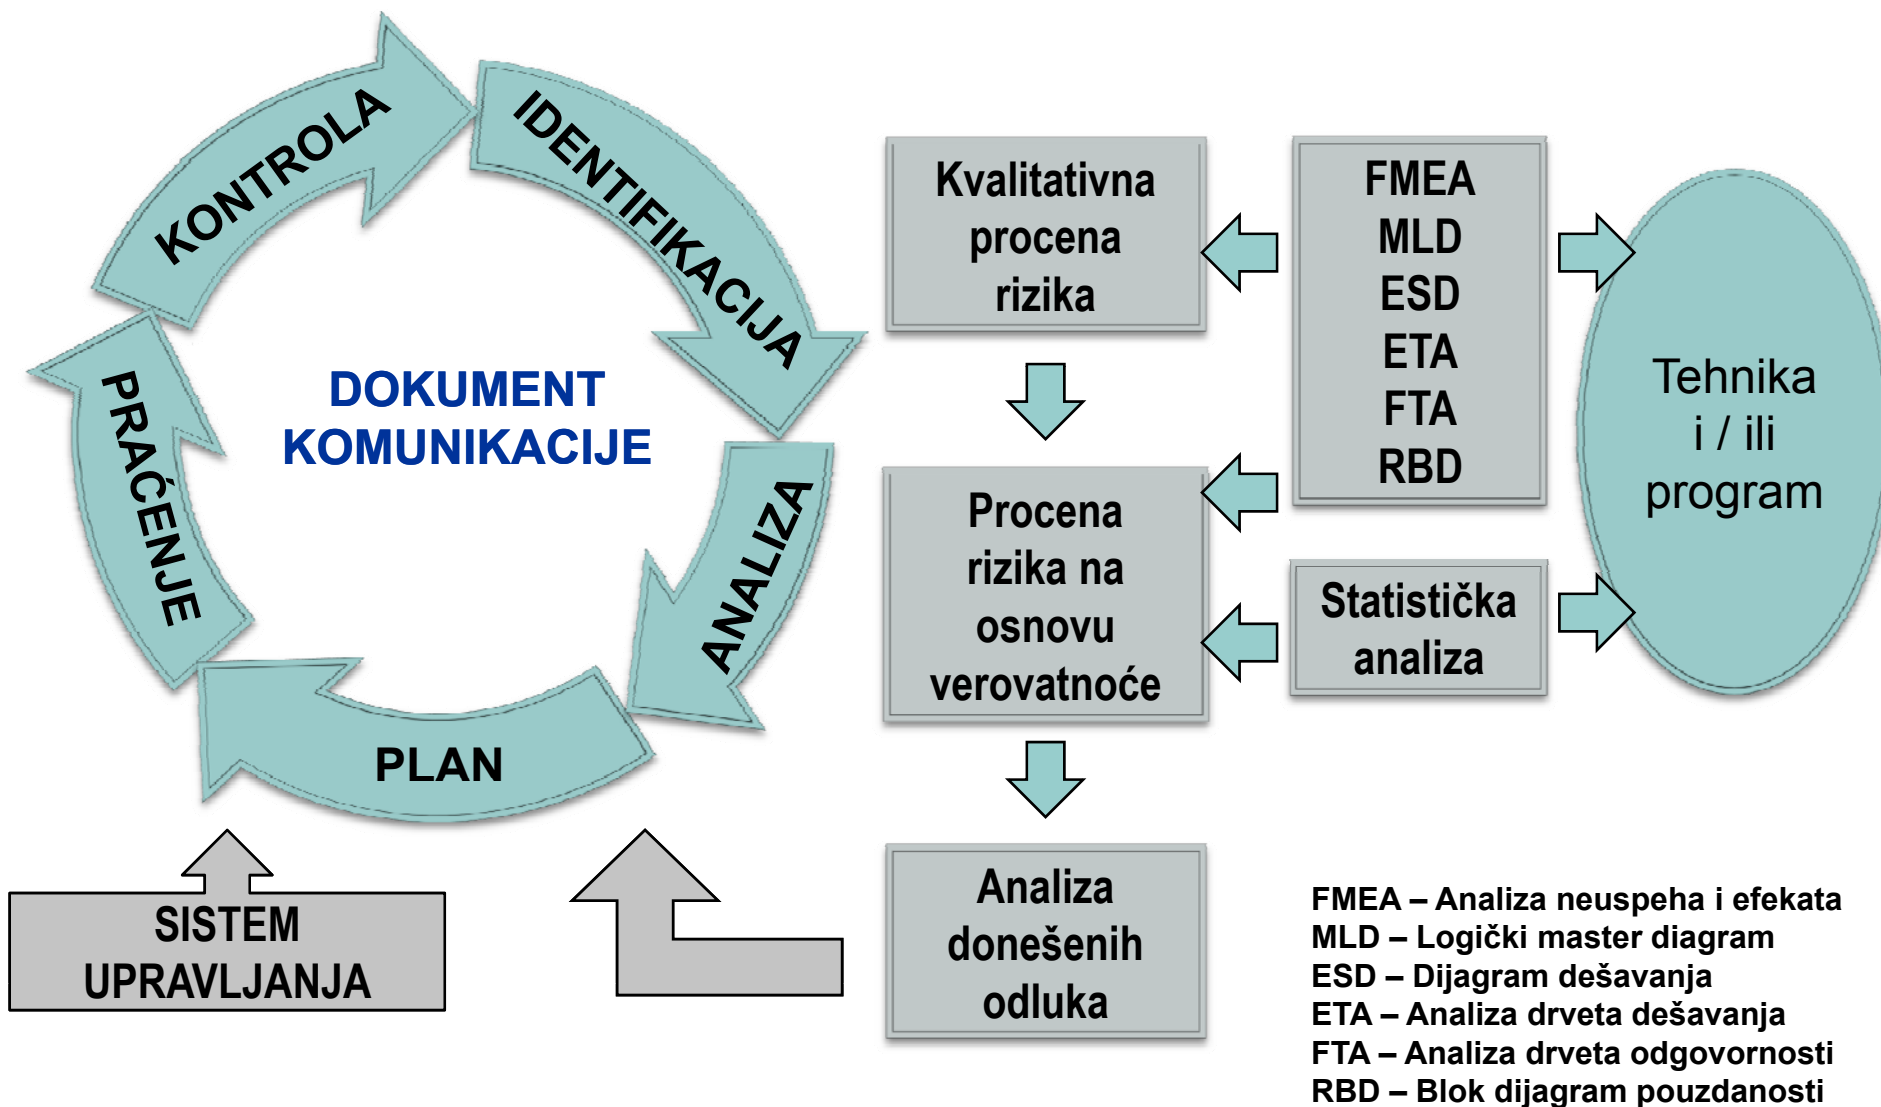 KONTROLA
IDENTIFIKACIJA
ANALIZA
PLAN
PRAĆENJE
DOKUMENT
KOMUNIKACIJE
SISTEM
UPRAVLJANJA
Kvalitativna
procena
rizika
Procena
rizika na
osnovu
verovatnoće
Analiza
donešenih
odluka
FMEA
MLD
ESD
ETA
FTA
RBD
Statistička
analiza
Tehnika
i / ili
program
FMEA – Analiza neuspeha i efekata
MLD – Logički master diagram
ESD – Dijagram dešavanja
ETA – Analiza drveta dešavanja
FTA – Analiza drveta odgovornosti
RBD – Blok dijagram pouzdanosti